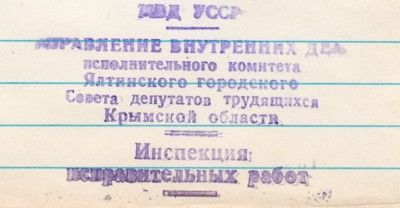 МВД УССР
УПРАВЛЕНИЕ ВНУТРЕННИХ ДЕЛ
исполнительного комитета
Ялтинского городского
Совета депутатов трудящихся
Крымской области
Инспекция
исправительных работ